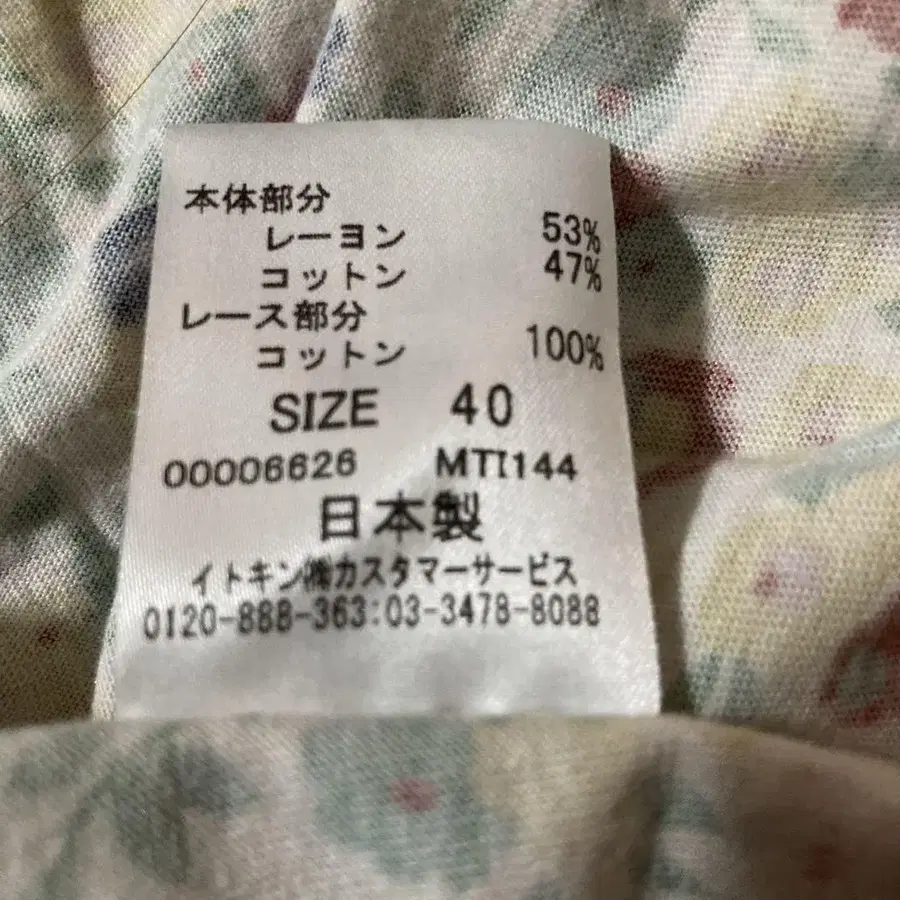 本体部分
レーヨン 53%
コットン 47%
レース部分
コットン 100%
SIZE 40
00006626 MTI144
日本製
イトキン㈱カスタマーサービス
0120-888-363:03-3478-8088